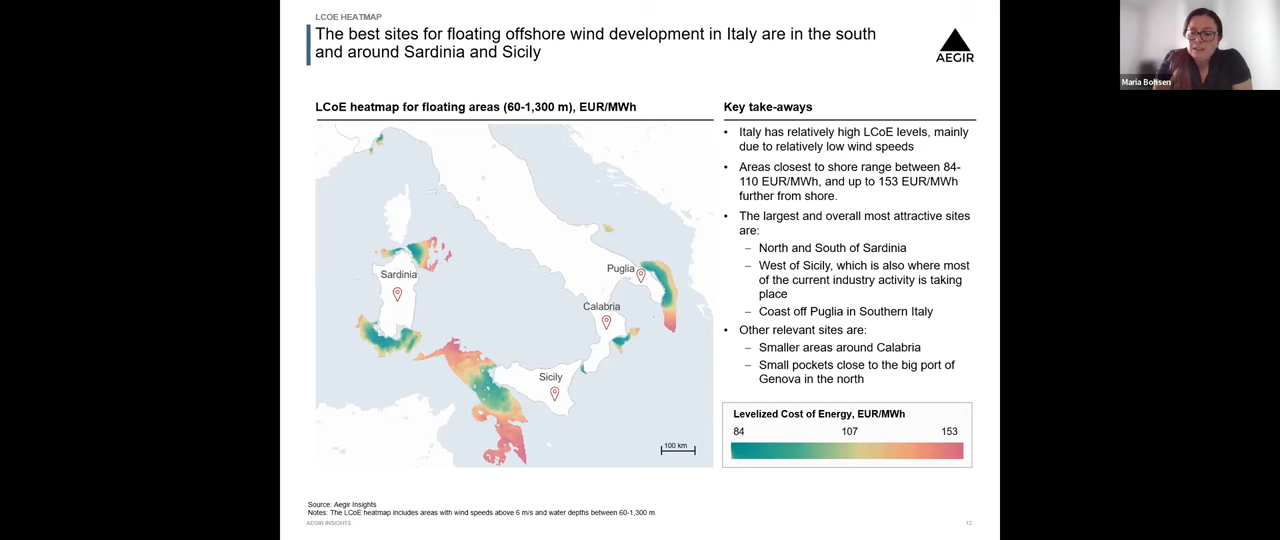 LCOE HEATMAP
The best sites for floating offshore wind development in Italy are in the south
and around Sardinia and Sicily
AEGIR
Maria Bohsen
LCoE heatmap for floating areas (60-1,300 m), EUR/MWh
Sardinia
Puglia
Calabria
Sicily
100 km
Key take-aways
• Italy has relatively high LCoE levels, mainly
due to relatively low wind speeds
• Areas closest to shore range between 84-
110 EUR/MWh, and up to 153 EUR/MWh
further from shore.
• The largest and overall most attractive sites
are:
– North and South of Sardinia
– West of Sicily, which is also where most
of the current industry activity is taking
place
– Coast off Puglia in Southern Italy
• Other relevant sites are:
– Smaller areas around Calabria
– Small pockets close to the big port of
Genova in the north
Levelized Cost of Energy, EUR/MWh
84 107 153
Source: Aegir Insights
Notes: The LCoE heatmap includes areas with wind speeds above 6 m/s and water depths between 60-1,300 m.
AEGIR INSIGHTS
12